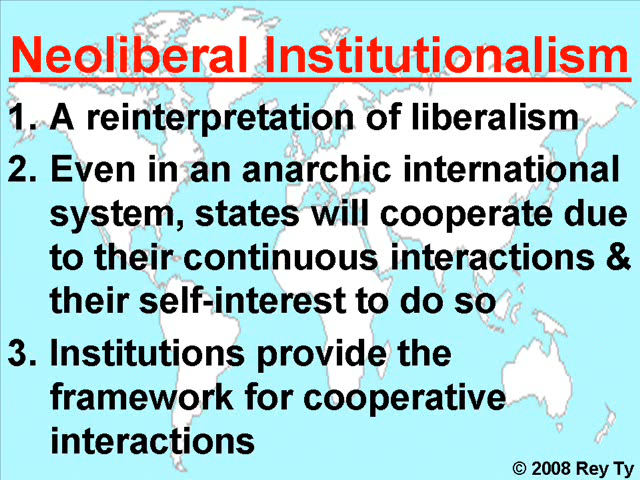 Neoliberal Institutionalism
1. A reinterpretation of liberalism
2. Even in an anarchic international
system, states will cooperate due
to their continuous interactions &
their self-interest to do so
3. Institutions provide the
framework for cooperative
interactions
© 2008 Rey Ty